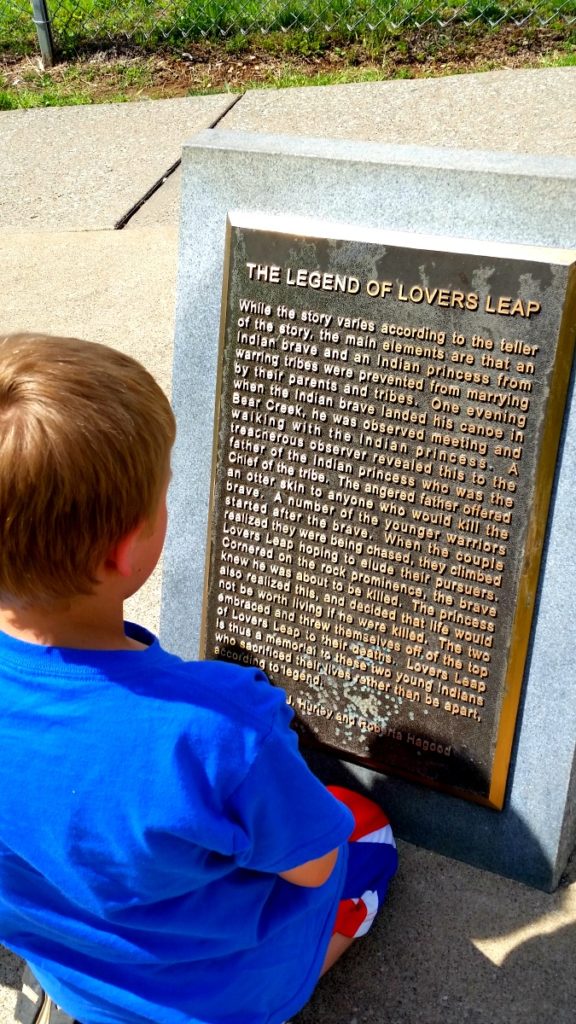 THE LEGEND OF LOVERS LEAP
While the story varies according to the teller
of the story, the main elements are that an
Indian brave and an Indian princess from
warring tribes were prevented from marrying
by their parents and tribes. One evening
when the Indian brave landed his canoe in
Bear Creek, he was observed meeting and
walking with the Indian princess. A
treacherous observer revealed this to the
father of the Indian princess who was the
Chief of the tribe. The angered father offered
an otter skin to anyone who would kill the
brave. A number of the younger warriors
started after the brave. When the couple
realized they were being chased, they climbed
Lovers Leap hoping to elude their pursuers.
Cornered on the rock prominence, the brave
knew he was about to be killed. The princess
also realized this, and decided that life would
not be worth living if he were killed. The two
embraced and threw themselves off of the top
of Lovers Leap to their deaths. Lovers Leap
is thus a memorial to these two young Indians
who sacrificed their lives rather than be apart,
according to legend.
J. Hurley and Roberta Hagood